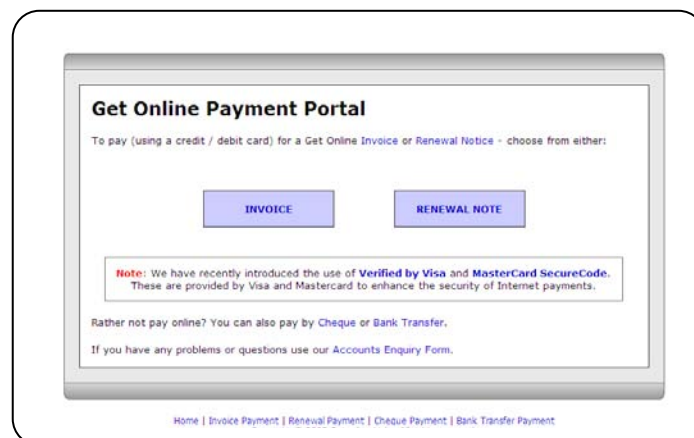 Get Online Payment Portal
To pay (using a credit / debit card) for a Get Online Invoice or Renewal Notice - choose from either:
INVOICE
RENEWAL NOTE
Note: We have recently introduced the use of Verified by Visa and MasterCard SecureCode.
These are provided by Visa and Mastercard to enhance the security of Internet payments.
Rather not pay online? You can also pay by Cheque or Bank Transfer.
If you have any problems or questions use our Accounts Enquiry Form.
Home | Invoice Payment | Renewal Payment | Cheque Payment | Bank Transfer Payment